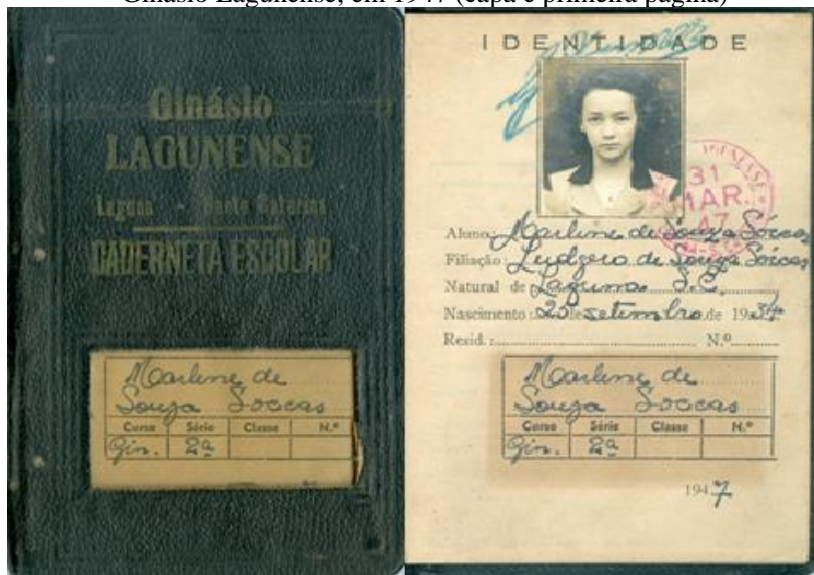 Ginásio Lagunense, em 1947 (capa e primeira página)
Ginásio
LAGUNENSE
Laguna - Santa Catarina
CADERNETA ESCOLAR
Marlene de
Souza Soccas
Curso Série Classe N.º
Gin. 2ª
IDENTIDADE
31
MAR.
47
Aluno: Marlene de Souza Soccas
Filiação: de Souza Soccas
Natural de Laguna S.C.
Nascimento: de setembro de 1934
Resid.: N.º
Marlene de
Souza Soccas
Curso Série Classe N.º
Gin. 2ª
1947